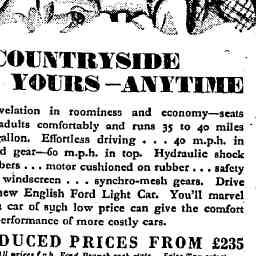 COUNTRYSIDE
YOURS—ANYTIME
velation in roominess and economy—seats
adults comfortably and runs 35 to 40 miles
gallon. Effortless driving . . . 40 m.p.h. in
d gear—60 m.p.h. in top. Hydraulic shock
bers . . . motor cushioned on rubber . . . safety
windscreen . . . synchro-mesh gears. Drive
new English Ford Light Car. You'll marvel
a car of such low price can give the comfort
erformance of more costly cars.
DUCED PRICES FROM £235